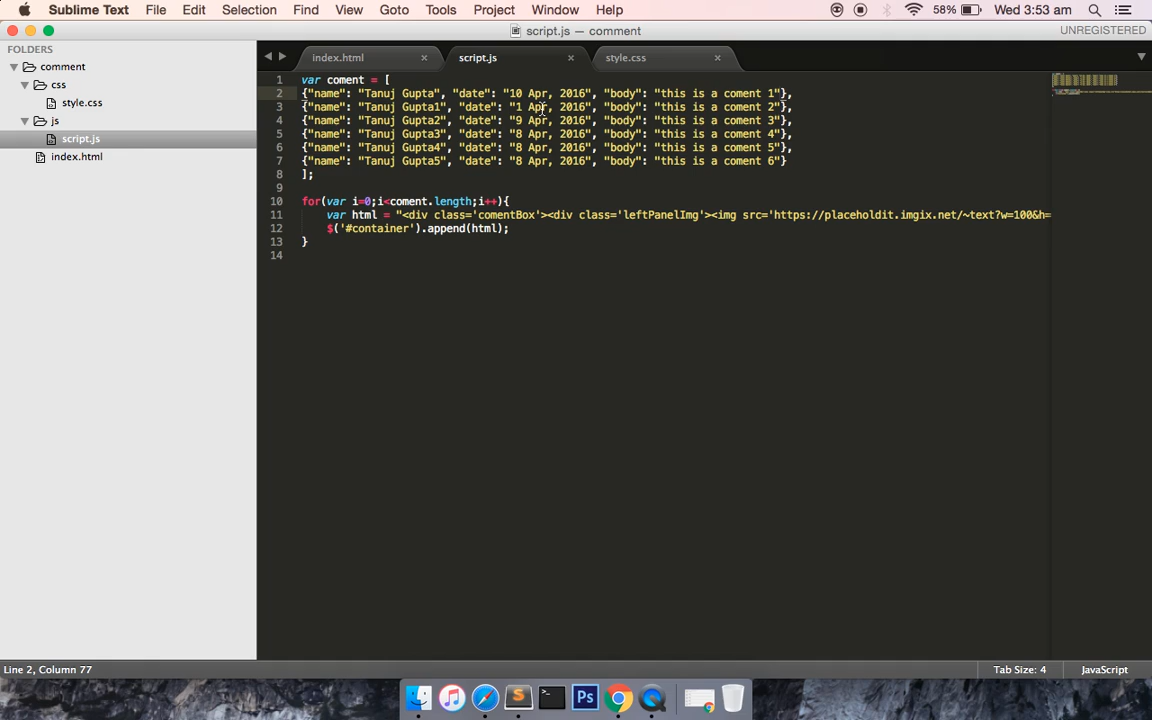 Sublime Text File Edit Selection Find View Goto Tools Project Window Help 58% Wed 3:53 am
script.js — comment UNREGISTERED
FOLDERS
comment
css
style.css
js
script.js
index.html
index.html script.js style.css
1 var coment = [
2 {"name": "Tanuj Gupta", "date": "10 Apr, 2016", "body": "this is a coment 1"},
3 {"name": "Tanuj Gupta1", "date": "1 Apr, 2016", "body": "this is a coment 2"},
4 {"name": "Tanuj Gupta2", "date": "9 Apr, 2016", "body": "this is a coment 3"},
5 {"name": "Tanuj Gupta3", "date": "8 Apr, 2016", "body": "this is a coment 4"},
6 {"name": "Tanuj Gupta4", "date": "8 Apr, 2016", "body": "this is a coment 5"},
7 {"name": "Tanuj Gupta5", "date": "8 Apr, 2016", "body": "this is a coment 6"}
8 ];
9
10 for(var i=0;i<coment.length;i++){
11 var html = "<div class='comentBox'><div class='leftPanelImg'><img src='https://placeholdit.imgix.net/~text?w=100&h=
12 $('#container').append(html);
13 }
14
Line 2, Column 77 Tab Size: 4 JavaScript
Ps